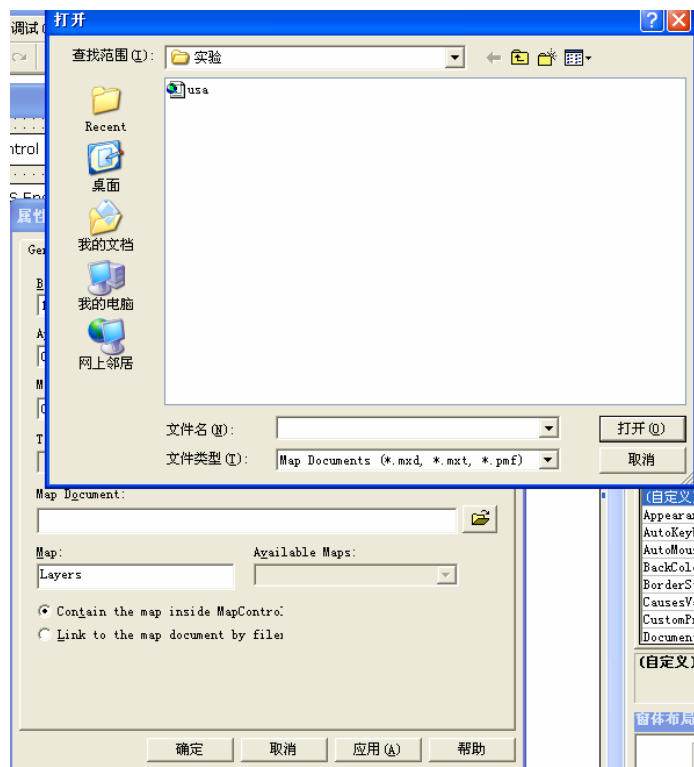 调试(
打开
查找范围(I):
实验
usa
Recent
桌面
我的文档
我的电脑
网上邻居
文件名(N):
打开(O)
文件类型(T):
Map Documents (*.mxd, *.mxt, *.pmf)
取消
ntrol
属性
Gen
B
A
M
T
Map Document:
Map:
Available Maps:
Layers
Contain the map inside MapContro
Link to the map document by file
确定
取消
应用(A)
帮助
(自定义)
Appearan
AutoKeyb
AutoMous
BackColo
BorderSt
CausesVa
CustomPr
Document
(自定义)
窗体布局